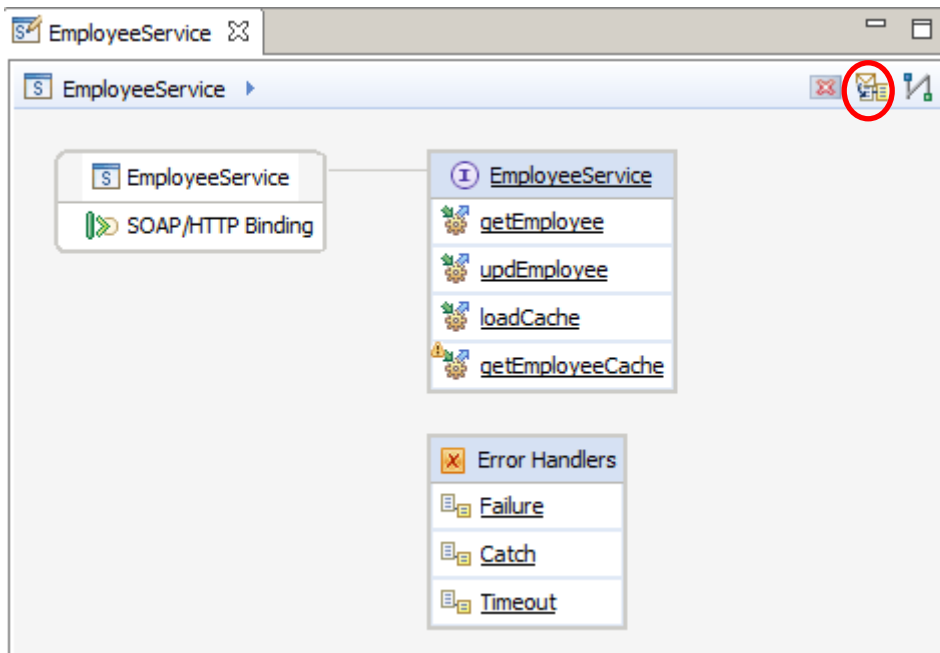 EmployeeService
EmployeeService
EmployeeService
SOAP/HTTP Binding
EmployeeService
getEmployee
updEmployee
loadCache
getEmployeeCache
Error Handlers
Failure
Catch
Timeout